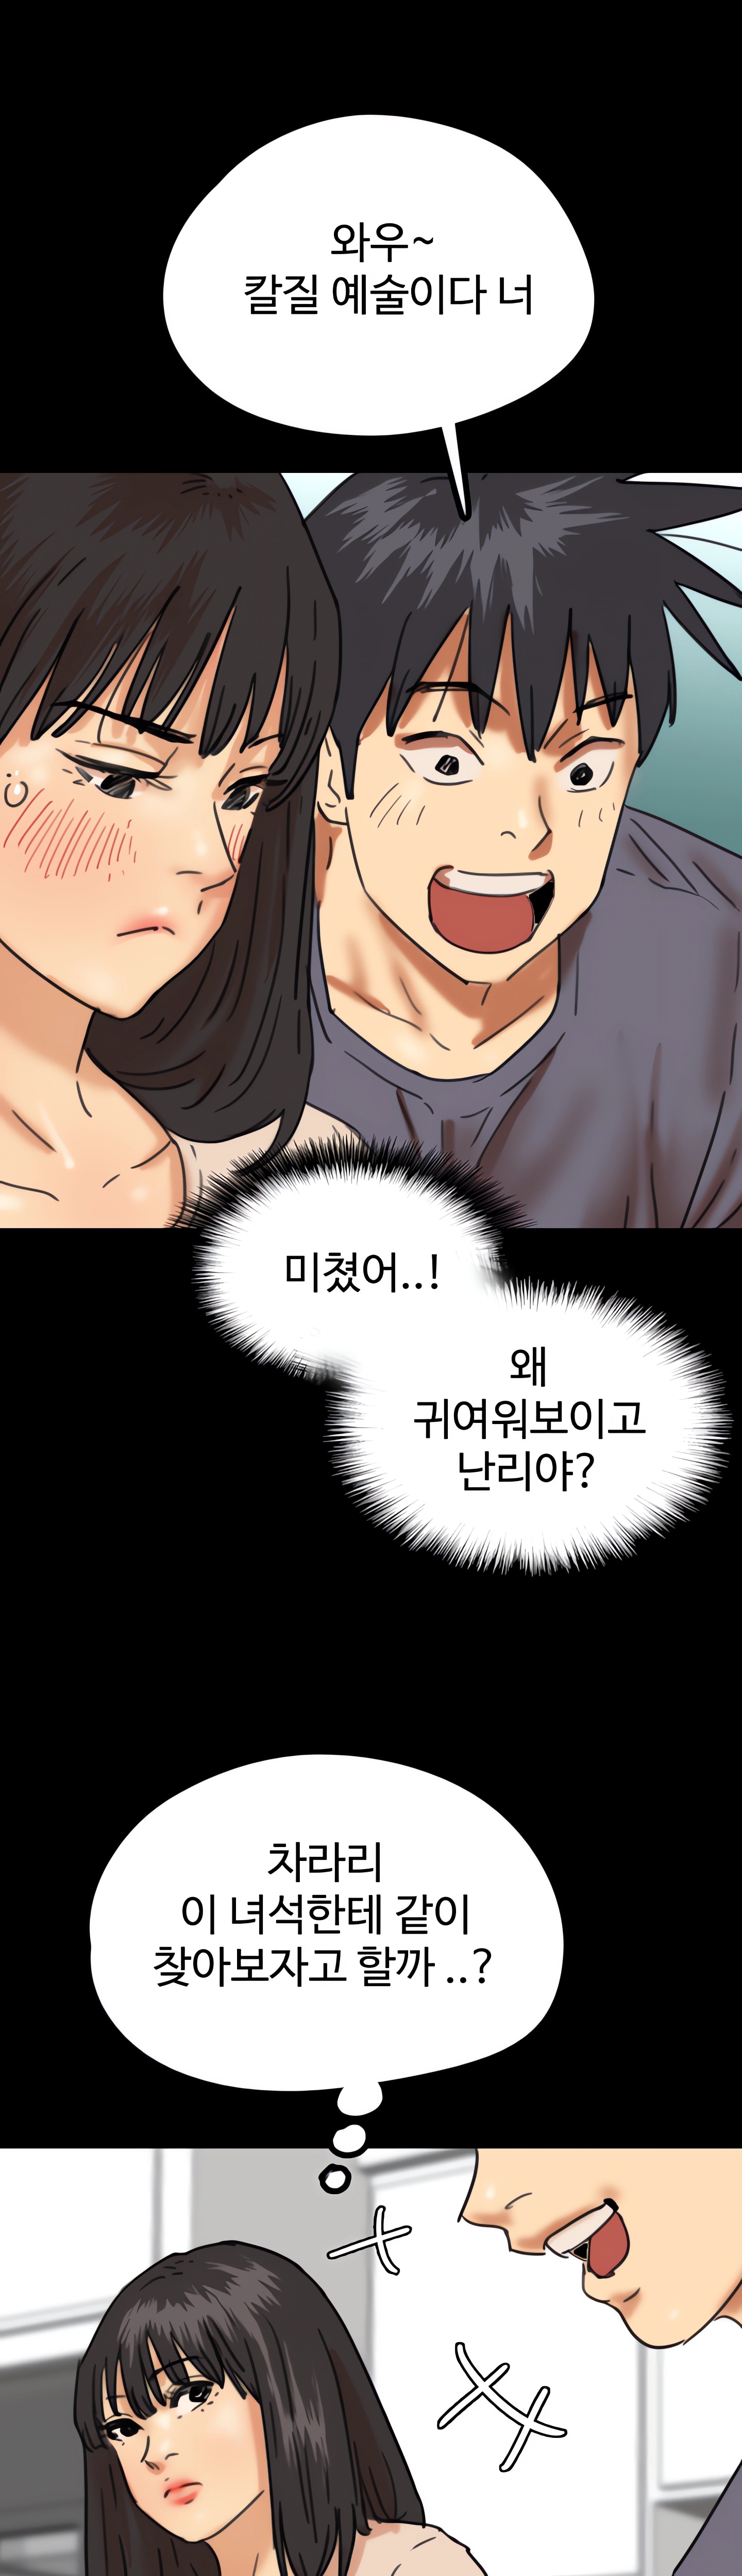 와우~
칼질 예술이다 너
미쳤어..!
왜
귀여워보이고
난리야?
차라리
이 녀석한테 같이
찾아보자고 할까 ..?